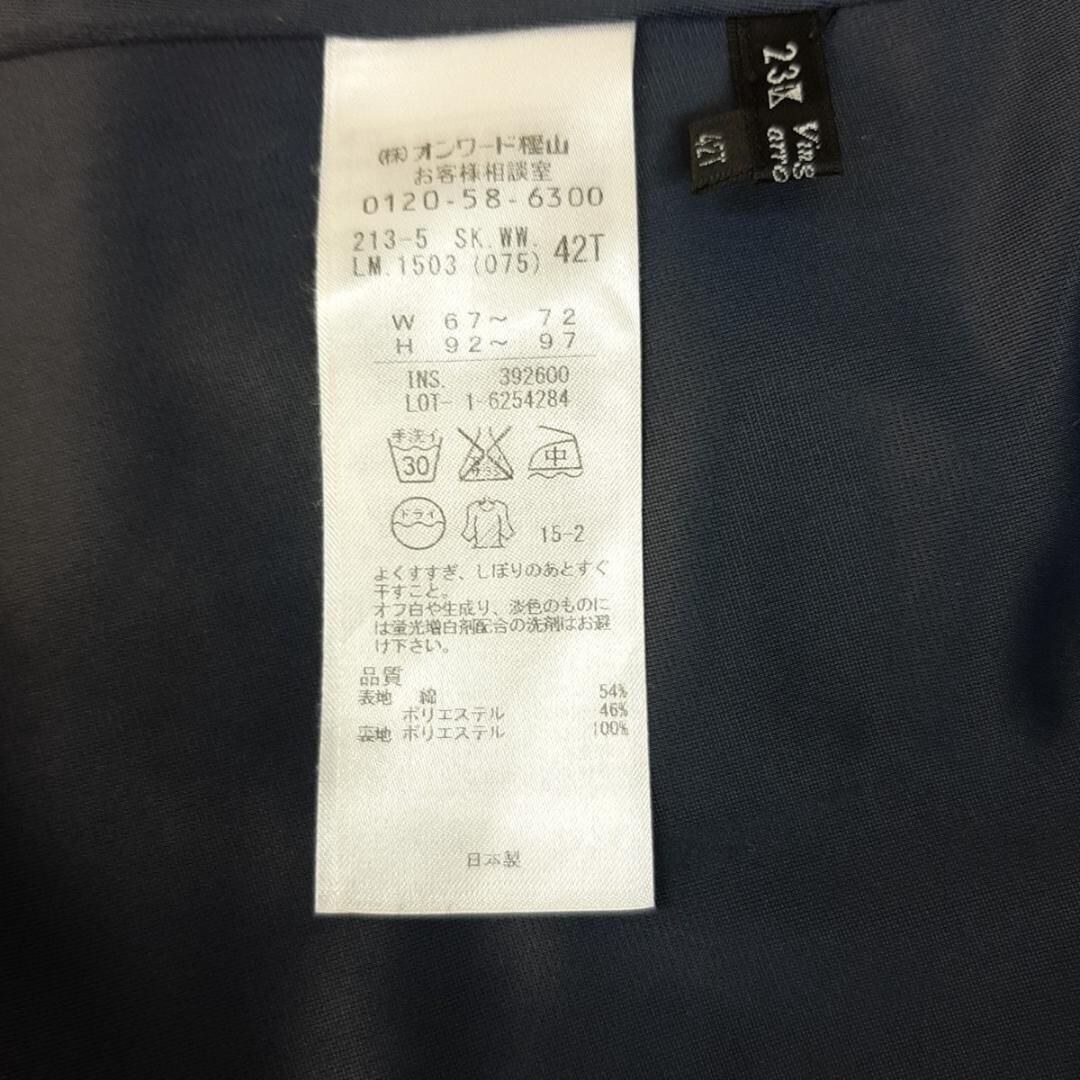 (株)オンワード樫山
お客様相談室
0120-58-6300
213-5 SK.WW.
LM.1503 (075) 42T
W 67～ 72
H 92～ 97
INS. 392600
LOT- 1-6254284
手洗イ
30
中
ドライ
15-2
よくすすぎ、しぼりのあとすぐ
干すこと。
オフ白や生成り、淡色のものに
は蛍光増白剤配合の洗剤はお避
け下さい。
品質
表地 綿 54%
ポリエステル 46%
裏地 ポリエステル 100%
日本製
23区
42T